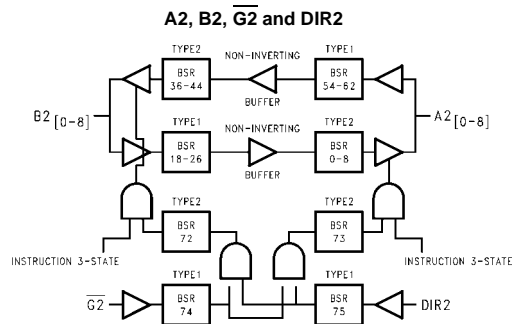 A2, B2, G2 and DIR2
TYPE2 NON-INVERTING TYPE1
BSR 36-44 BUFFER BSR 54-62
B2[0-8] A2[0-8]
TYPE1 NON-INVERTING TYPE2
BSR 18-26 BUFFER BSR 0-8
TYPE2 TYPE2
BSR 72 BSR 73
INSTRUCTION 3-STATE INSTRUCTION 3-STATE
TYPE1 TYPE1
G2 BSR 74 BSR 75 DIR2